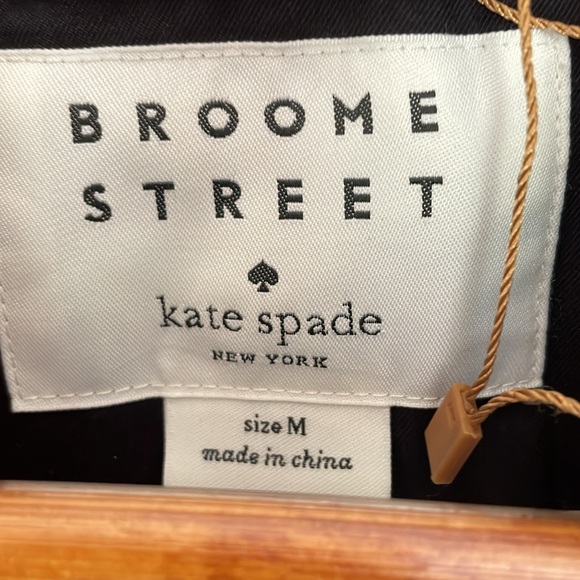 BROOME
STREET
kate spade
NEW YORK
size M
made in china